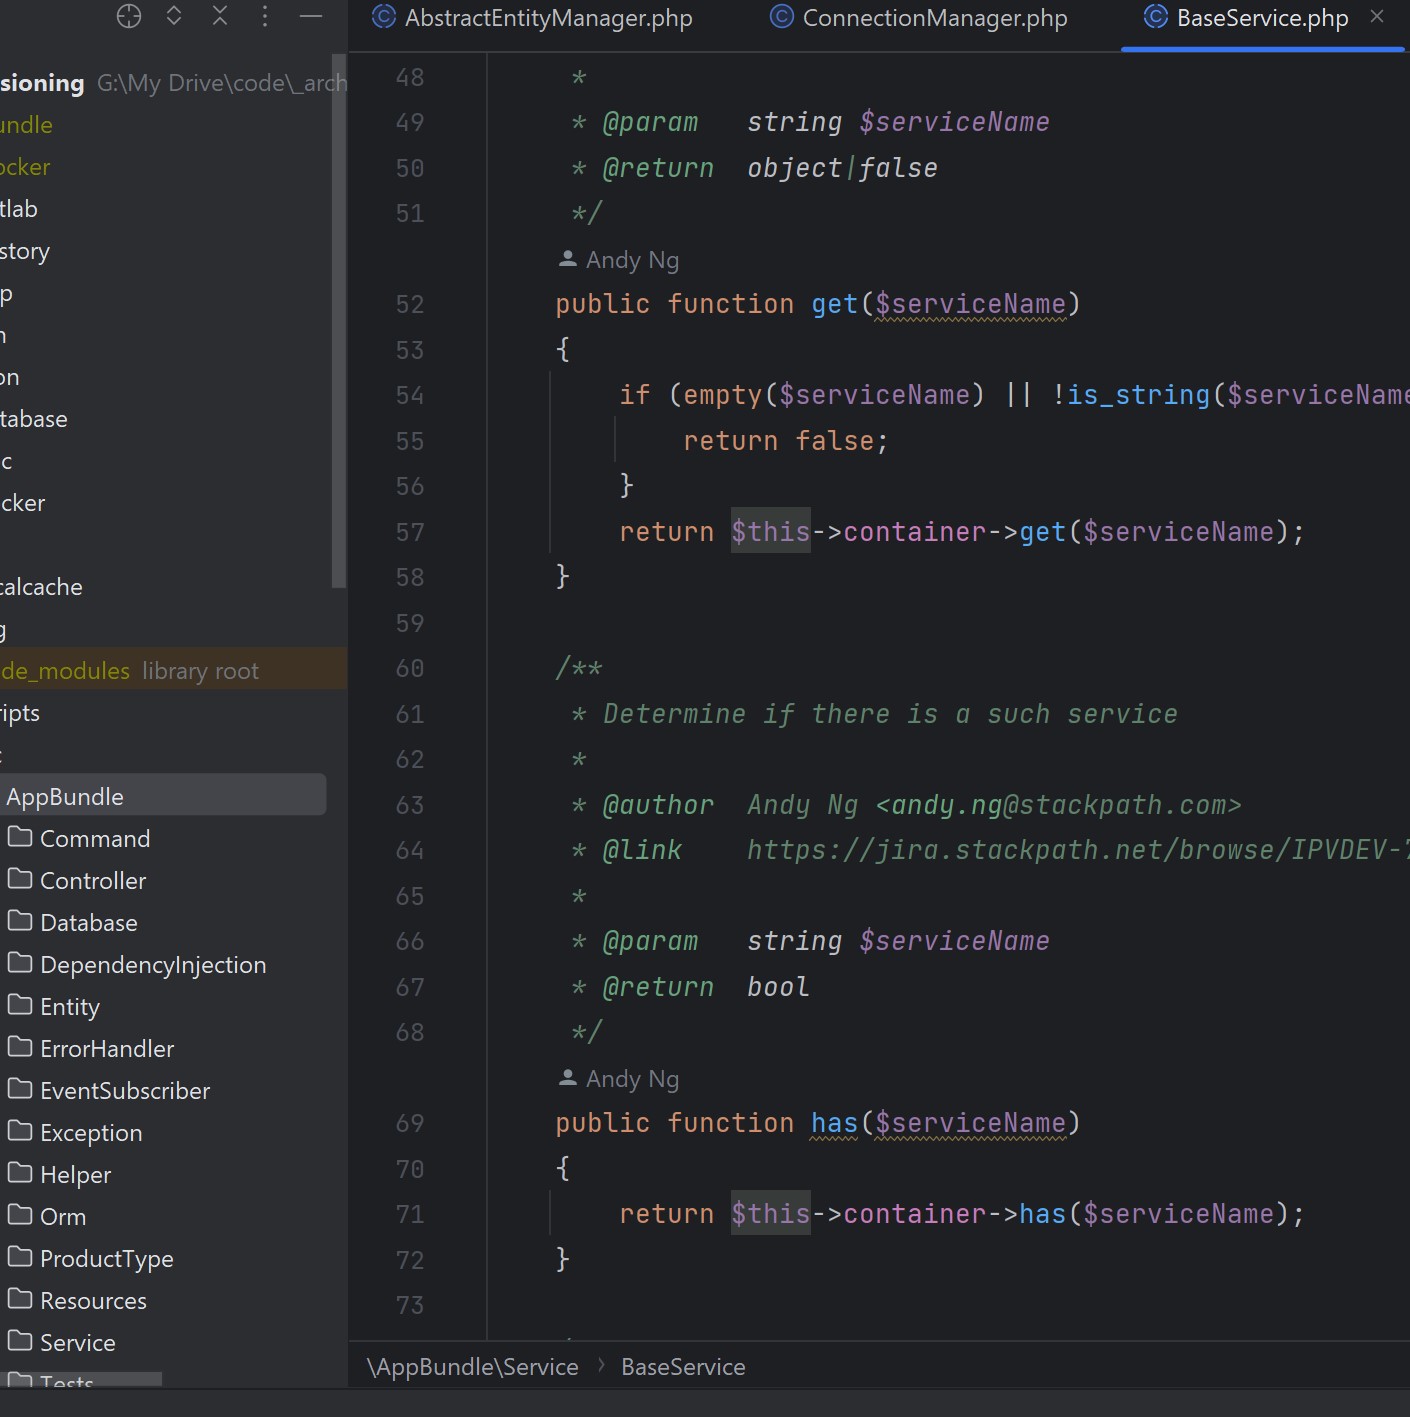 AbstractEntityManager.php ConnectionManager.php BaseService.php
sioning G:\My Drive\code\_arch
undle
ocker
tlab
story
p
n
on
tabase
c
cker
calcache
g
de_modules library root
ripts
AppBundle
Command
Controller
Database
DependencyInjection
Entity
ErrorHandler
EventSubscriber
Exception
Helper
Orm
ProductType
Resources
Service
Tests
48 *
49 * @param string $serviceName
50 * @return object|false
51 */
Andy Ng
52 public function get($serviceName)
53 {
54 if (empty($serviceName) || !is_string($serviceName
55 return false;
56 }
57 return $this->container->get($serviceName);
58 }
59
60 /**
61 * Determine if there is a such service
62 *
63 * @author Andy Ng <andy.ng@stackpath.com>
64 * @link https://jira.stackpath.net/browse/IPVDEV-
65 *
66 * @param string $serviceName
67 * @return bool
68 */
Andy Ng
69 public function has($serviceName)
70 {
71 return $this->container->has($serviceName);
72 }
73
\AppBundle\Service > BaseService